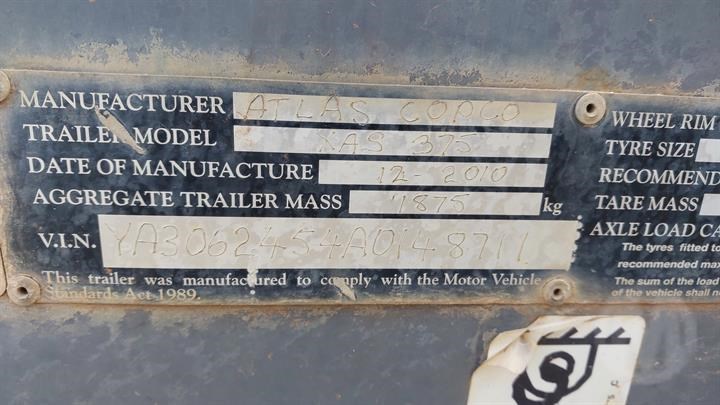 MANUFACTURER ATLAS COPCO
TRAILER MODEL XAS 375
DATE OF MANUFACTURE 12-2010
AGGREGATE TRAILER MASS 1875 kg
V.I.N. YA3062454A0148711
This trailer was manufactured to comply with the Motor Vehicle
Standards Act 1989.
WHEEL RIM
TYRE SIZE
RECOMMEND
TARE MASS
AXLE LOAD CA
The tyres fitted to
recommended max
The sum of the load
of the vehicle shall n